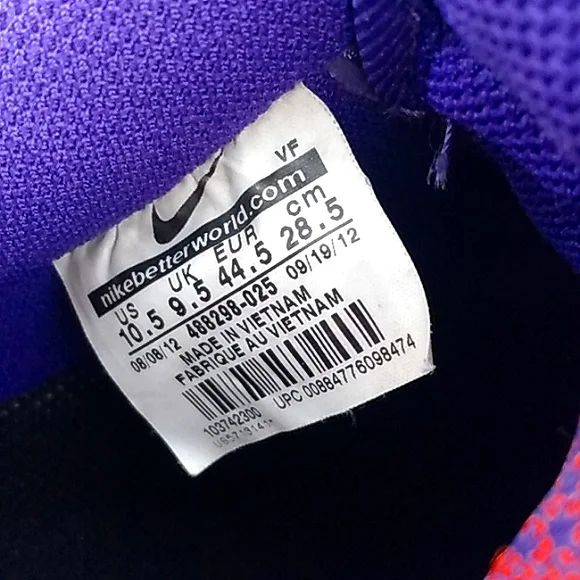 VF
nikebetterworld.com
US UK EUR cm
10.5 9.5 44.5 28.5
08/08/12 488298-025 09/19/12
MADE IN VIETNAM
FABRIQUE AU VIETNAM
103742300 UPC 00884776098474